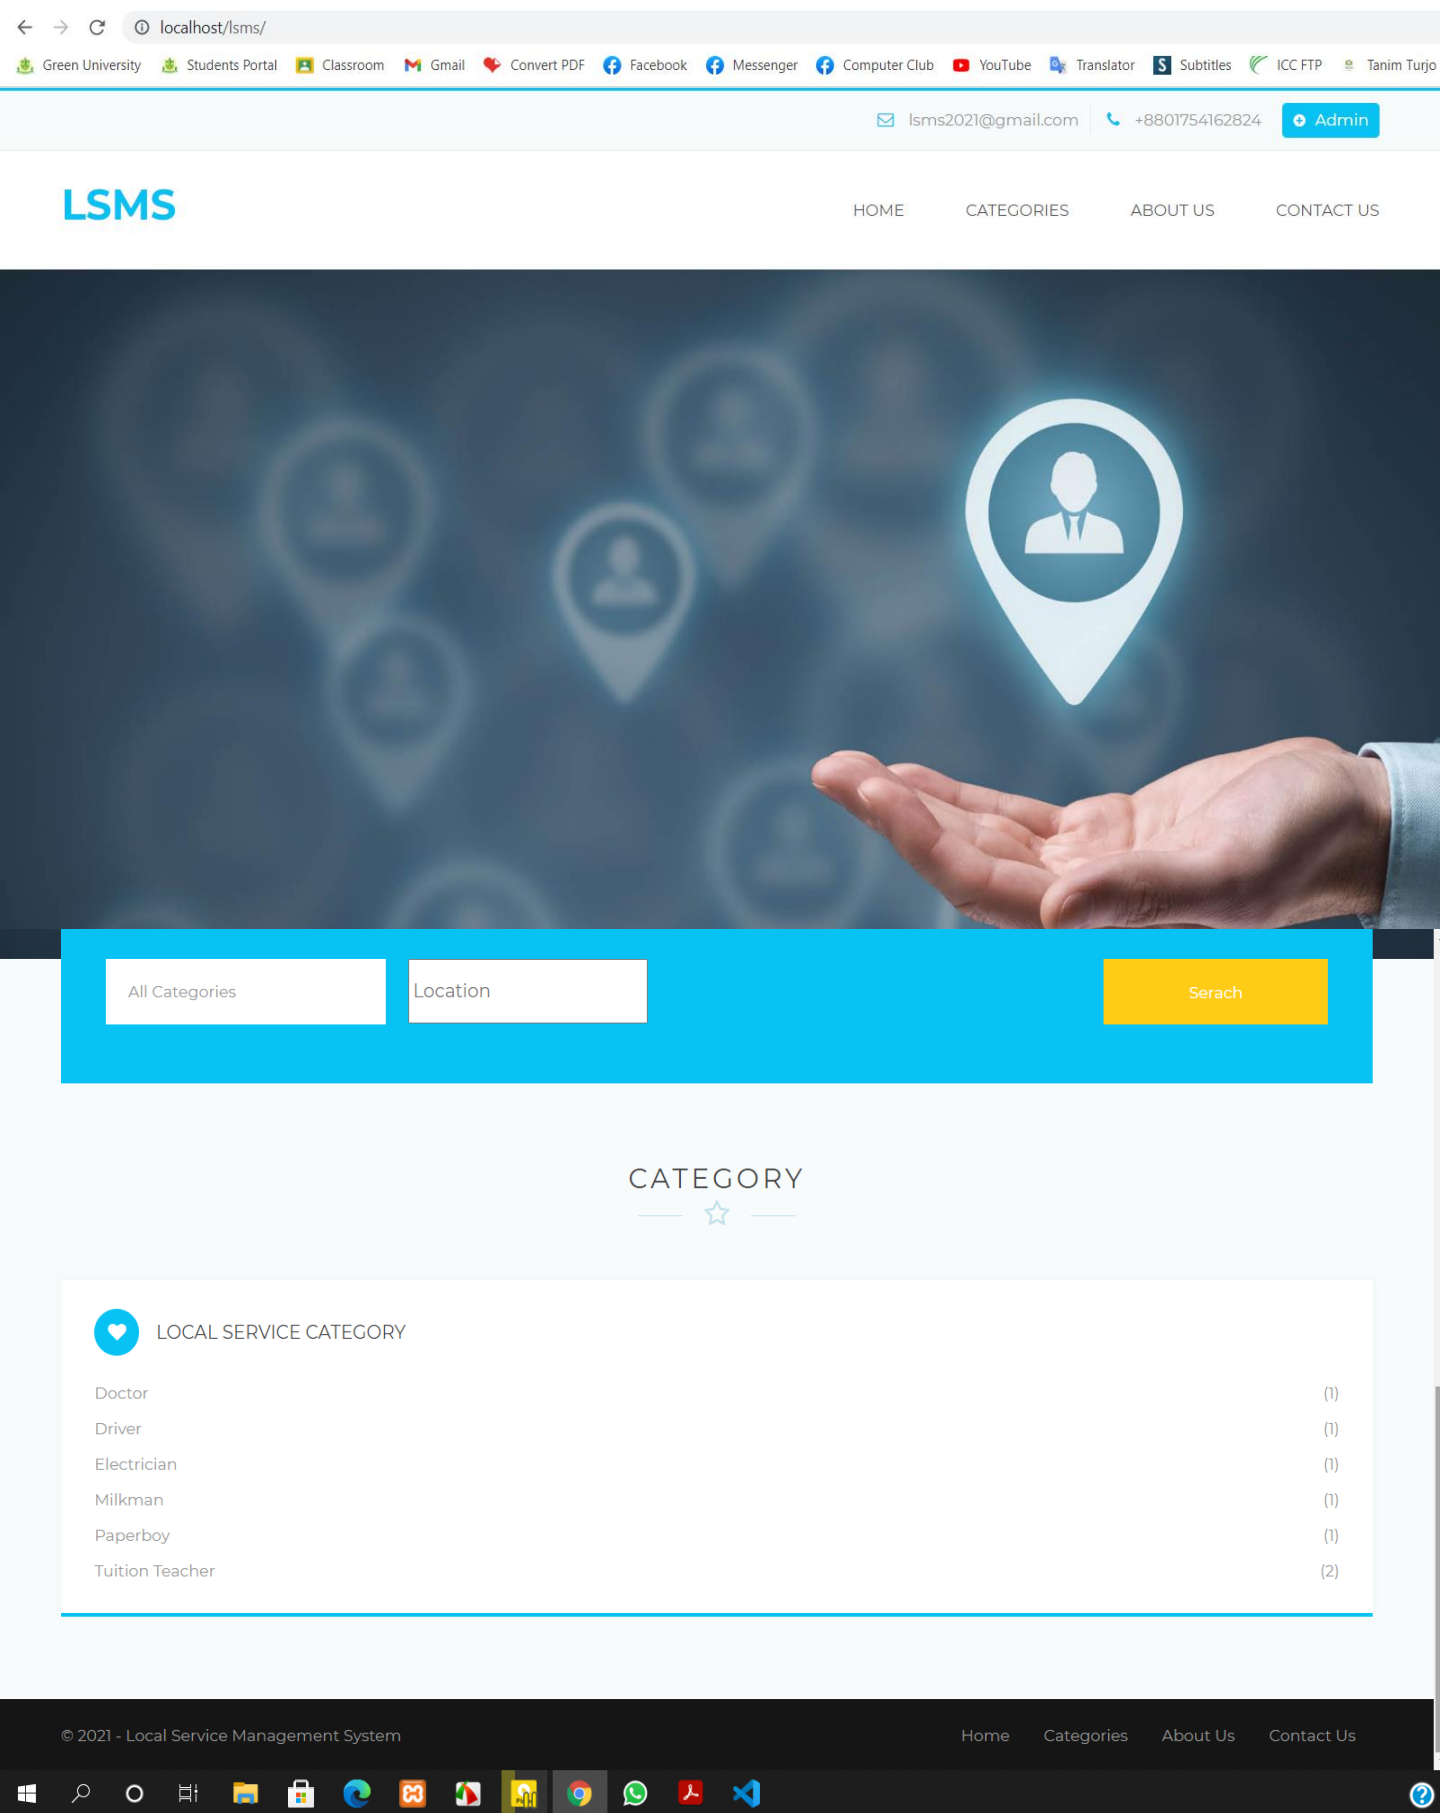 localhost/lsms/
Green University Students Portal Classroom Gmail Convert PDF Facebook Messenger Computer Club YouTube Translator S Subtitles ICC FTP Tanim Turjo
lsms2021@gmail.com +8801754162824 Admin
LSMS
HOME CATEGORIES ABOUT US CONTACT US
All Categories Location Serach
CATEGORY
LOCAL SERVICE CATEGORY
Doctor (1)
Driver (1)
Electrician (1)
Milkman (1)
Paperboy (1)
Tuition Teacher (2)
© 2021 - Local Service Management System Home Categories About Us Contact Us